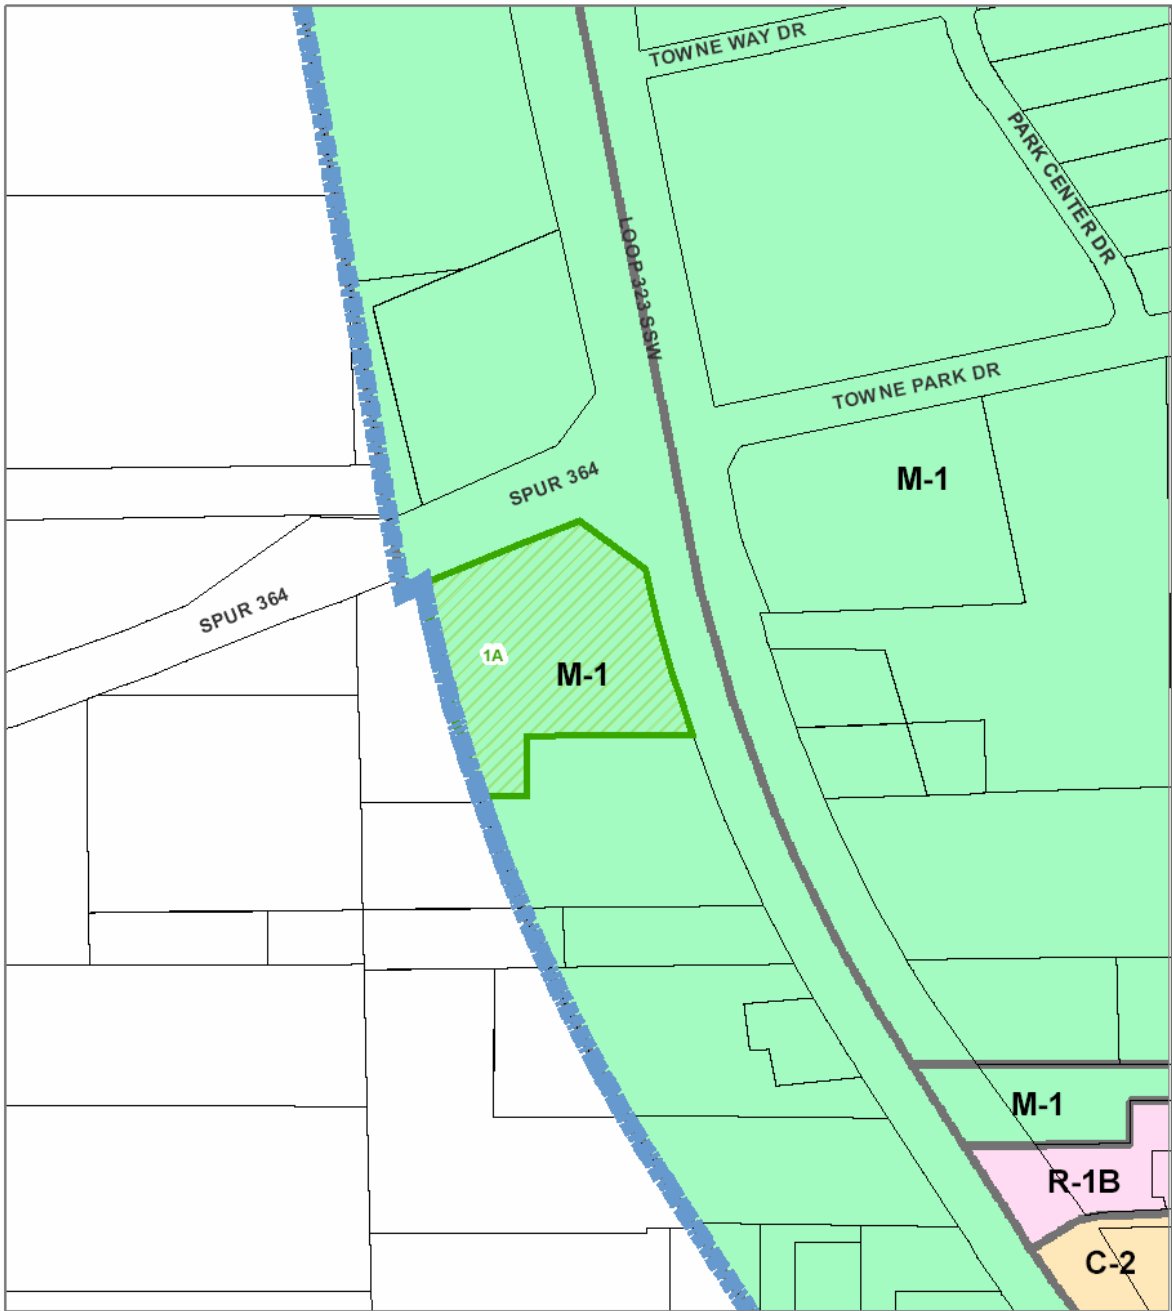 TOWNE WAY DR
PARK CENTER DR
LOOP 323 SSW
TOWNE PARK DR
SPUR 364
M-1
SPUR 364
1A
M-1
M-1
R-1B
C-2